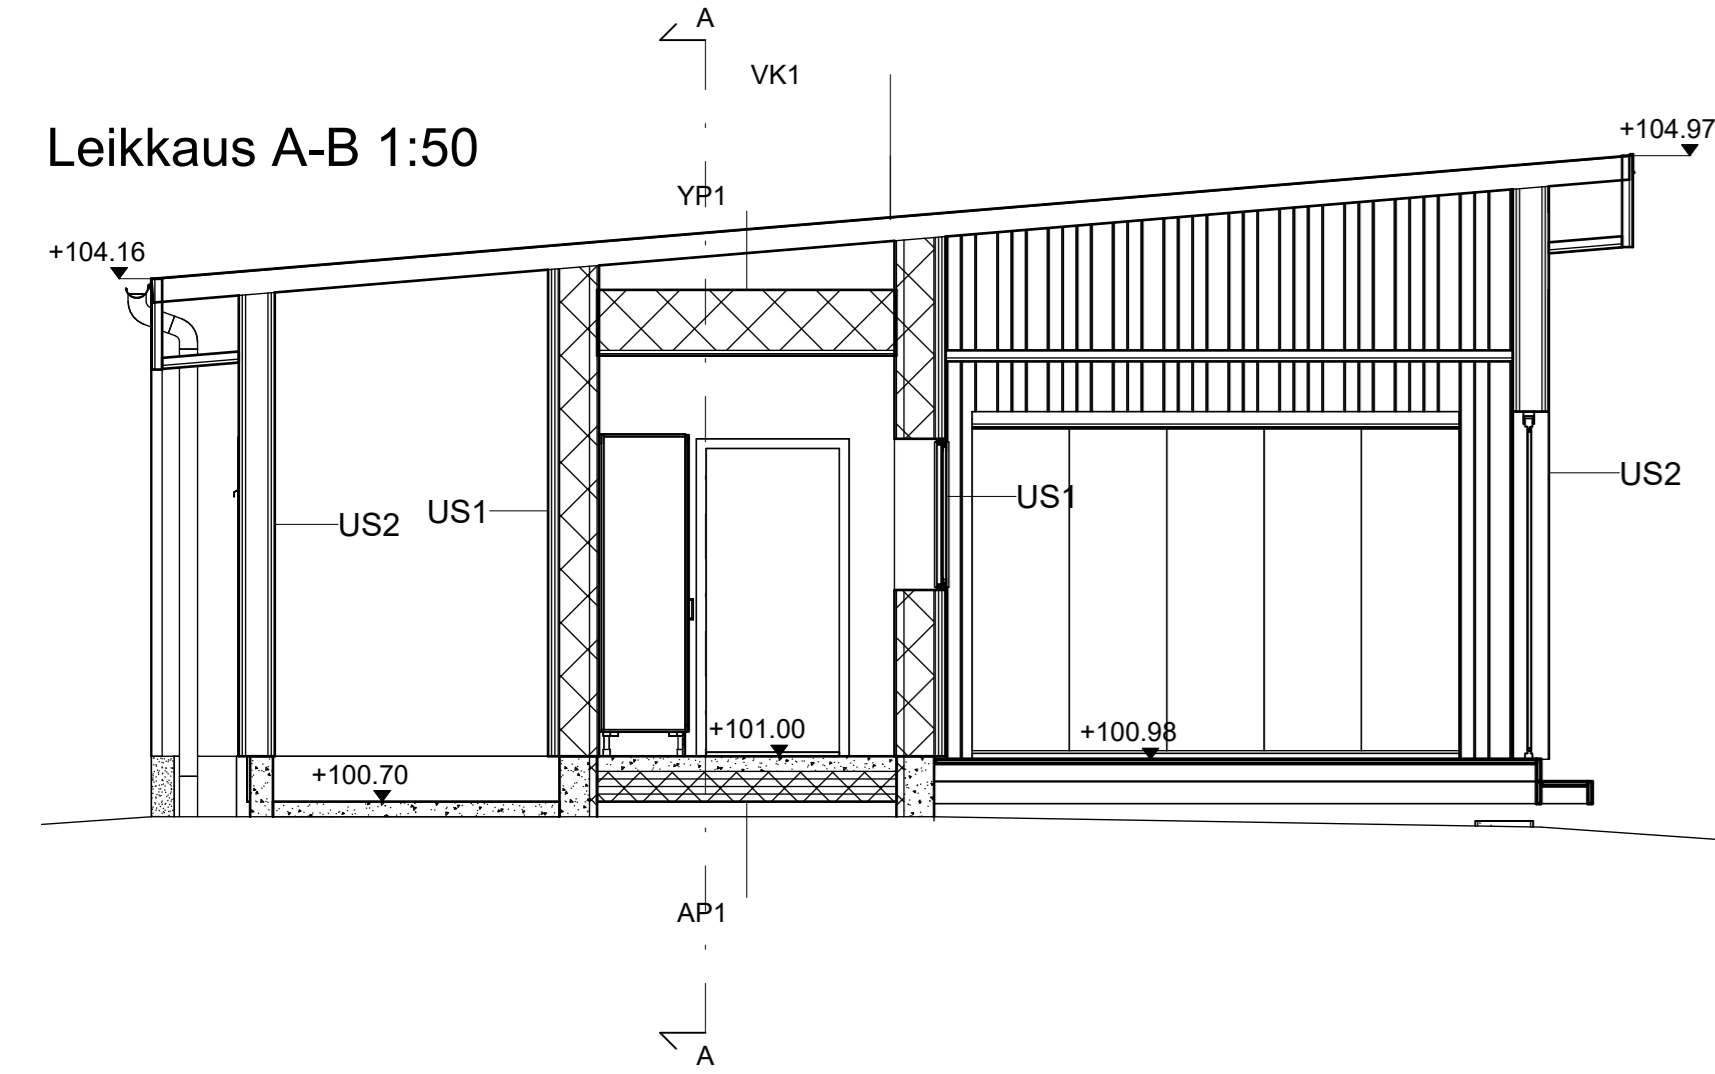 A
VK1
Leikkaus A-B 1:50
+104.97
YP1
+104.16
US2
US1
US1
US2
+101.00
+100.98
+100.70
AP1
A